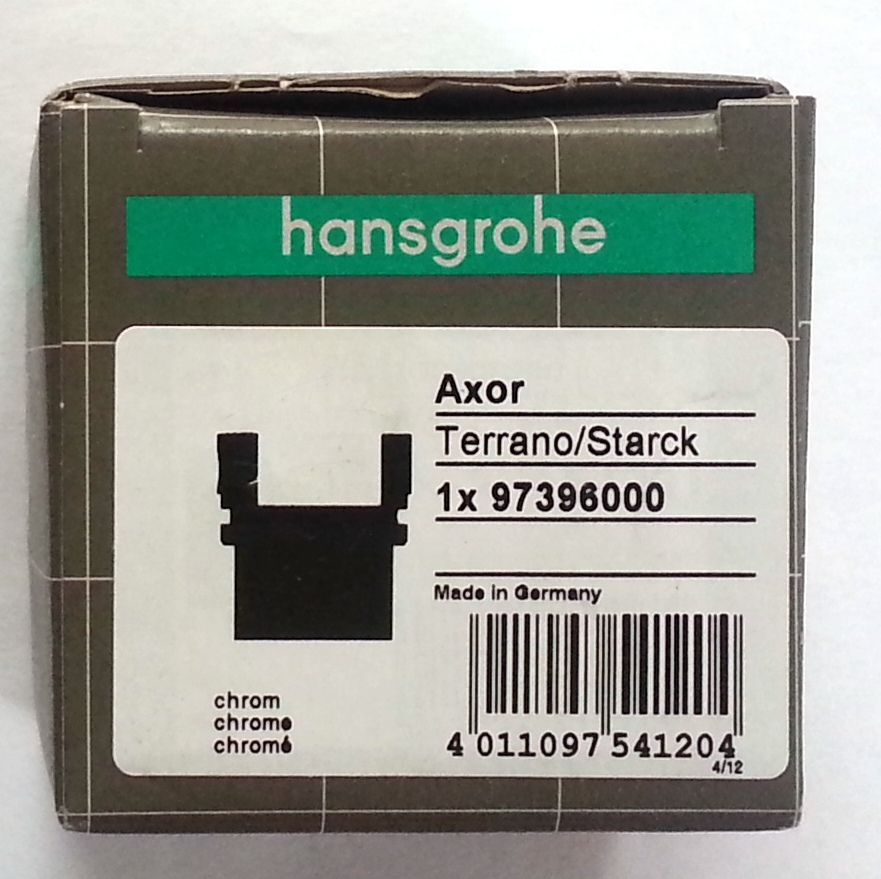 hansgrohe
Axor
Terrano/Starck
1x 97396000
Made in Germany
chrom
chrome
chromé
4 011097 541204
4/12